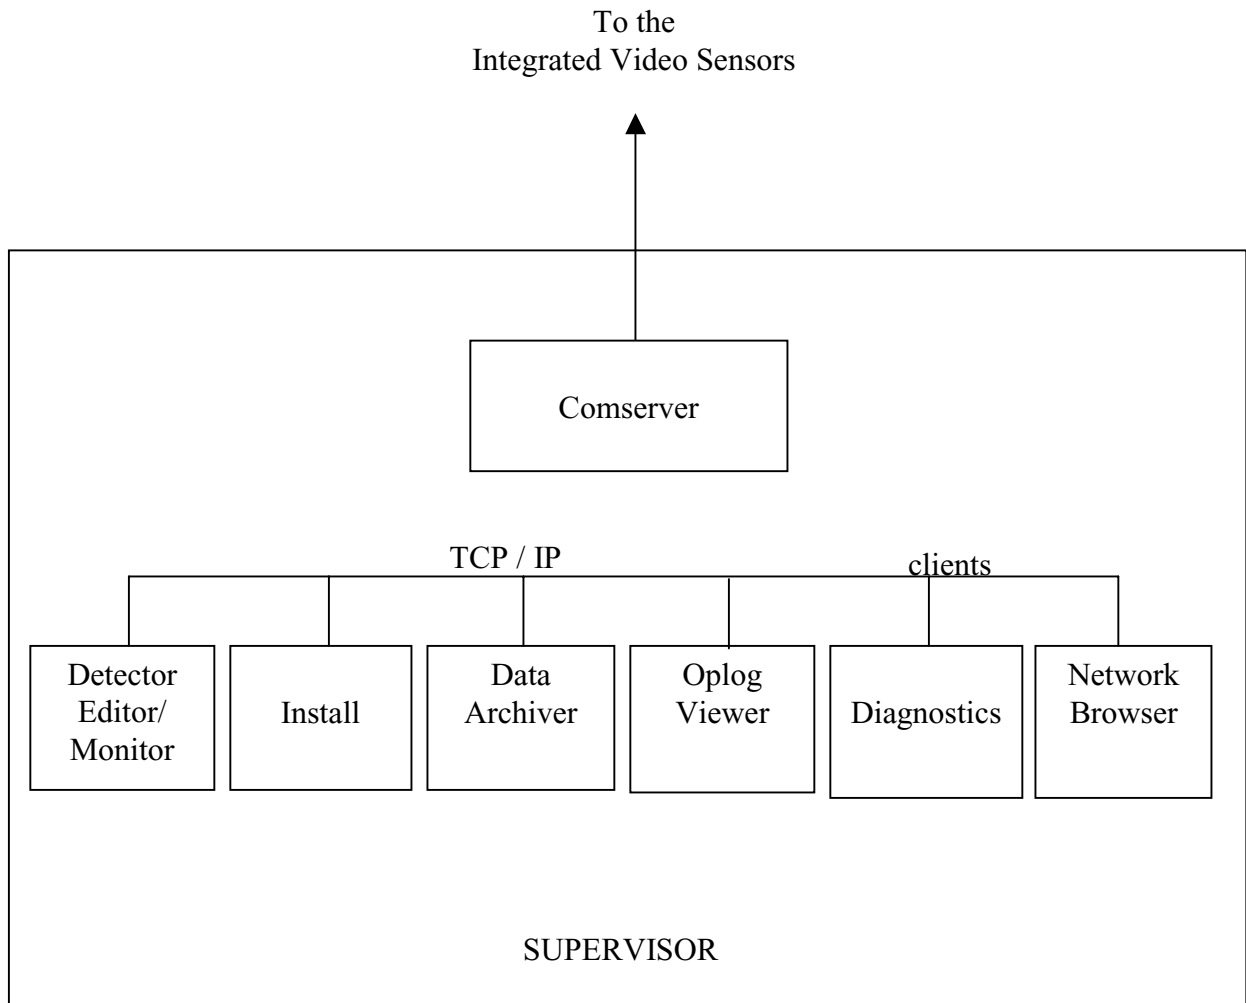 To the
Integrated Video Sensors
Comserver
TCP / IP
clients
Detector
Editor/
Monitor
Install
Data
Archiver
Oplog
Viewer
Diagnostics
Network
Browser
SUPERVISOR